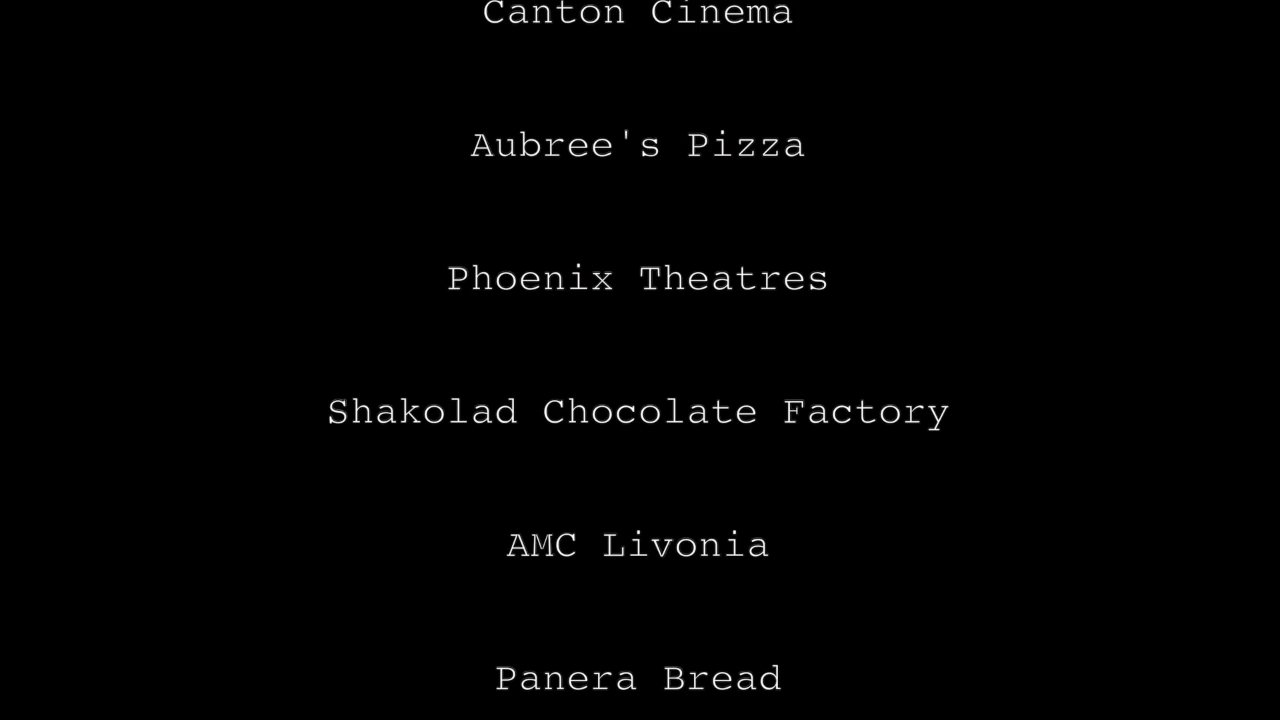 Canton Cinema
Aubree's Pizza
Phoenix Theatres
Shakolad Chocolate Factory
AMC Livonia
Panera Bread